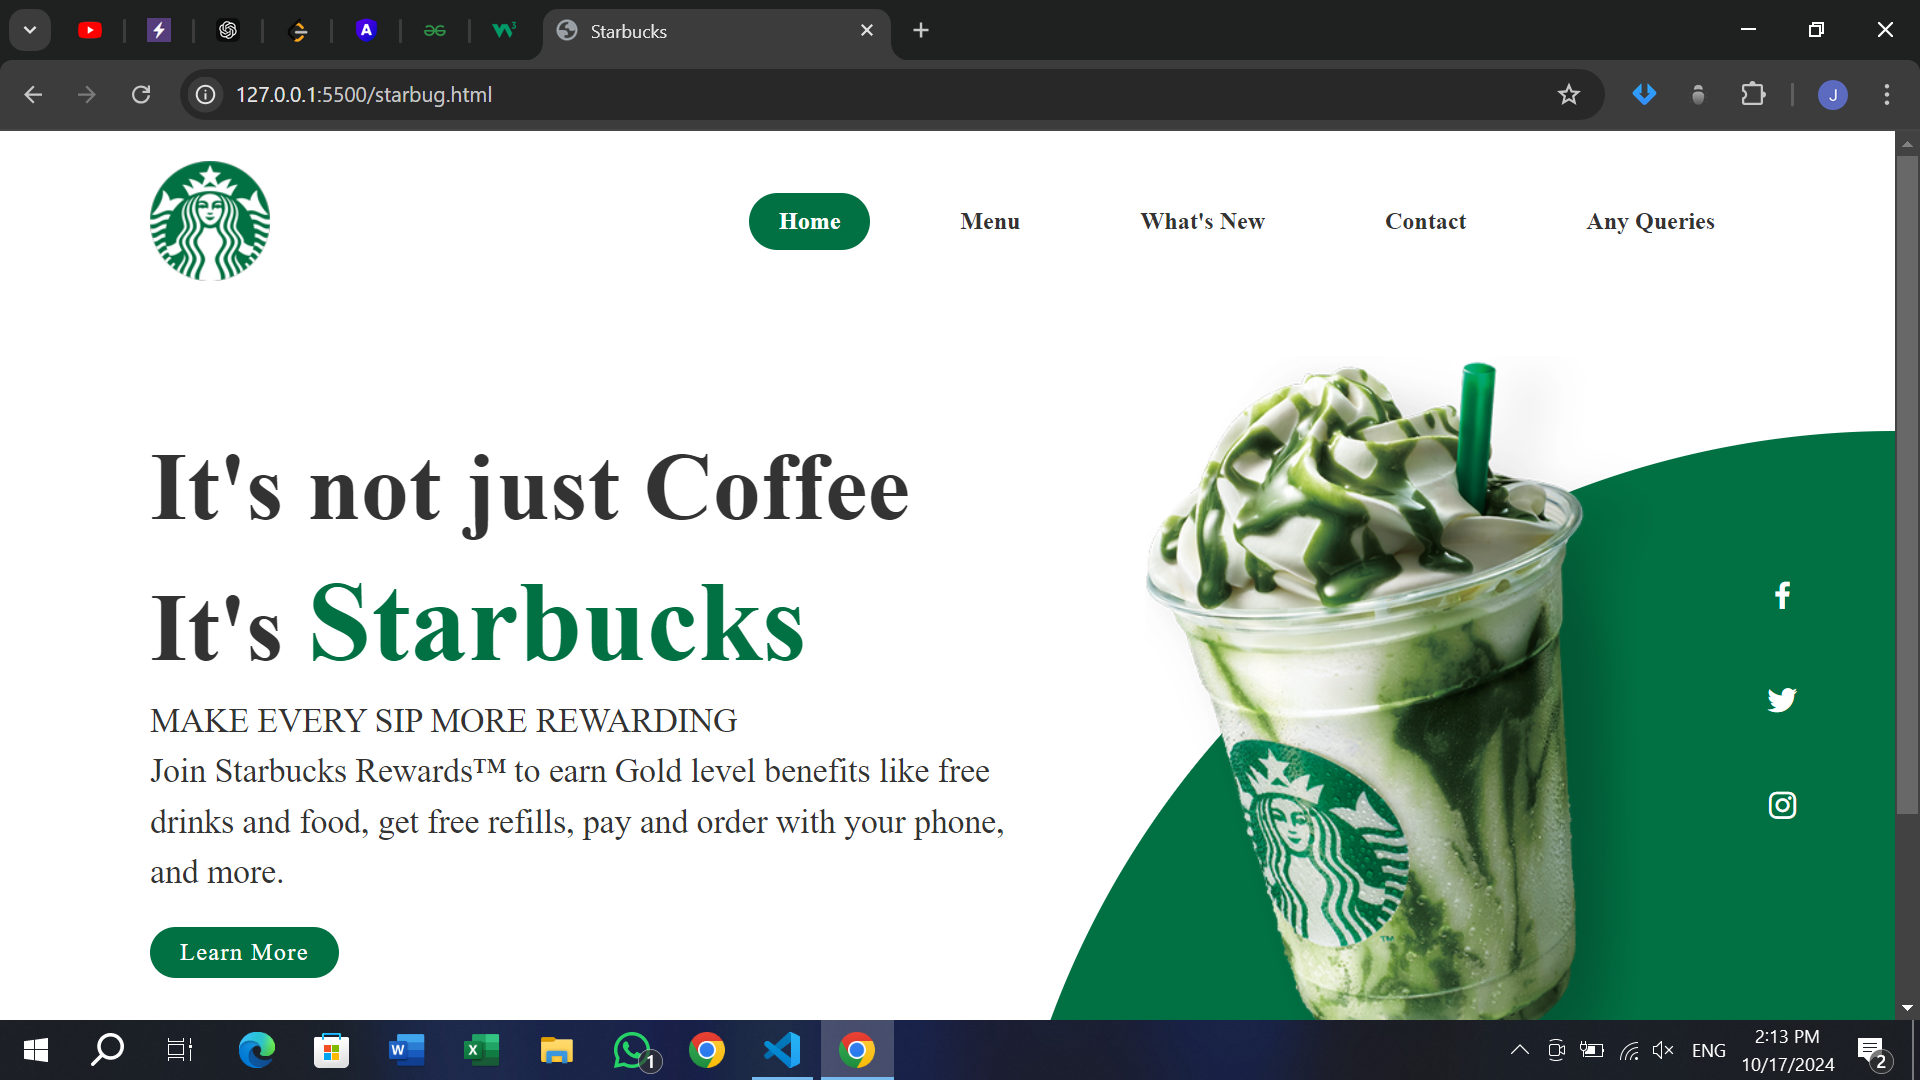 Starbucks
127.0.0.1:5500/starbug.html
J
Home
Menu
What's New
Contact
Any Queries
It's not just Coffee
It's Starbucks
MAKE EVERY SIP MORE REWARDING
Join Starbucks Rewards™ to earn Gold level benefits like free
drinks and food, get free refills, pay and order with your phone,
and more.
Learn More
TM
1
ENG
2:13 PM
10/17/2024
2